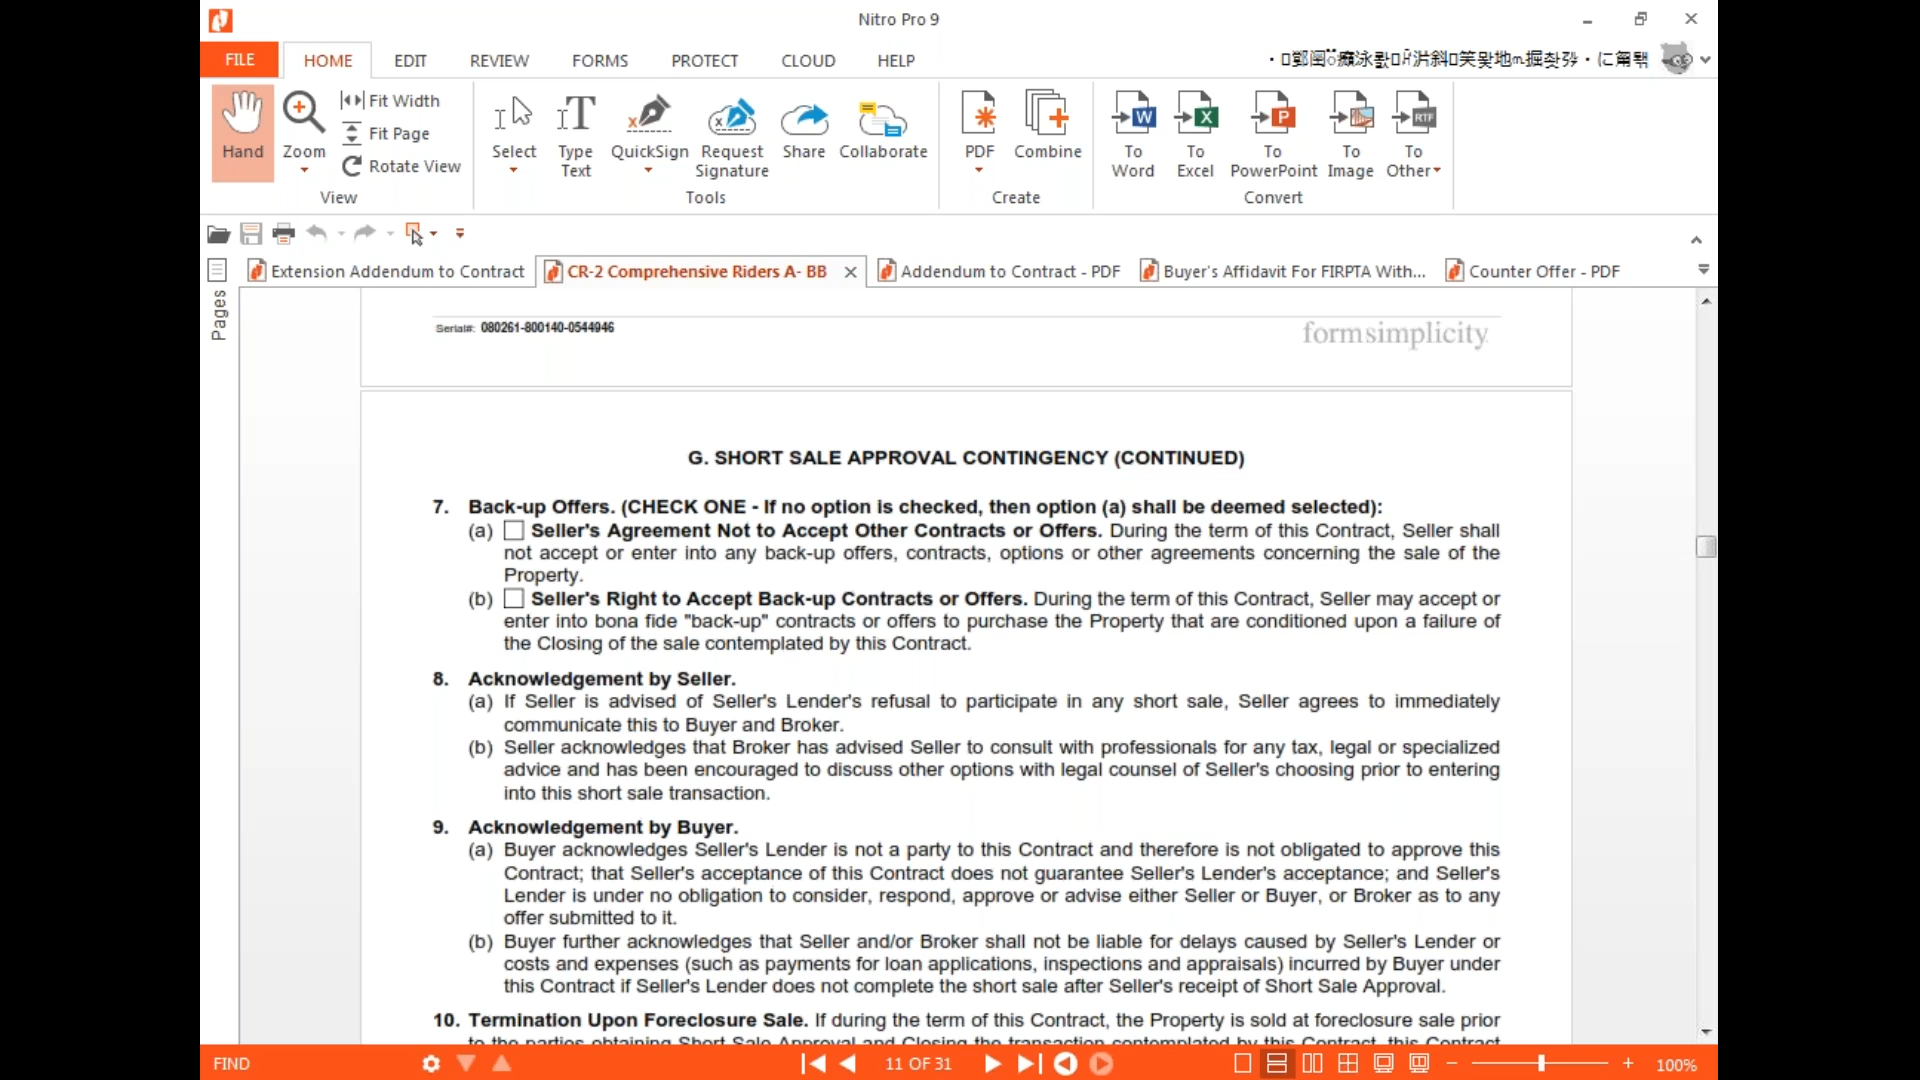 Nitro Pro 9
FILE HOME EDIT REVIEW FORMS PROTECT CLOUD HELP
Hand
Zoom
Fit Width
Fit Page
Rotate View
View
Select
Type Text
QuickSign
Request Signature
Share
Collaborate
Tools
PDF
Combine
Create
To Word
To Excel
To PowerPoint
To Image
To Other
Convert
Extension Addendum to Contract
CR-2 Comprehensive Riders A- BB
Addendum to Contract - PDF
Buyer's Affidavit For FIRPTA With...
Counter Offer - PDF
Pages
Serial#: 080261-800140-0544946
formsimplicity
G. SHORT SALE APPROVAL CONTINGENCY (CONTINUED)
7. Back-up Offers. (CHECK ONE - If no option is checked, then option (a) shall be deemed selected):
(a) Seller's Agreement Not to Accept Other Contracts or Offers. During the term of this Contract, Seller shall
not accept or enter into any back-up offers, contracts, options or other agreements concerning the sale of the
Property.
(b) Seller's Right to Accept Back-up Contracts or Offers. During the term of this Contract, Seller may accept or
enter into bona fide "back-up" contracts or offers to purchase the Property that are conditioned upon a failure of
the Closing of the sale contemplated by this Contract.
8. Acknowledgement by Seller.
(a) If Seller is advised of Seller's Lender's refusal to participate in any short sale, Seller agrees to immediately
communicate this to Buyer and Broker.
(b) Seller acknowledges that Broker has advised Seller to consult with professionals for any tax, legal or specialized
advice and has been encouraged to discuss other options with legal counsel of Seller's choosing prior to entering
into this short sale transaction.
9. Acknowledgement by Buyer.
(a) Buyer acknowledges Seller's Lender is not a party to this Contract and therefore is not obligated to approve this
Contract; that Seller's acceptance of this Contract does not guarantee Seller's Lender's acceptance; and Seller's
Lender is under no obligation to consider, respond, approve or advise either Seller or Buyer, or Broker as to any
offer submitted to it.
(b) Buyer further acknowledges that Seller and/or Broker shall not be liable for delays caused by Seller's Lender or
costs and expenses (such as payments for loan applications, inspections and appraisals) incurred by Buyer under
this Contract if Seller's Lender does not complete the short sale after Seller's receipt of Short Sale Approval.
10. Termination Upon Foreclosure Sale. If during the term of this Contract, the Property is sold at foreclosure sale prior
to the parties obtaining Short Sale Approval and Closing the transaction contemplated by this Contract, this Contract
FIND
11 OF 31
100%